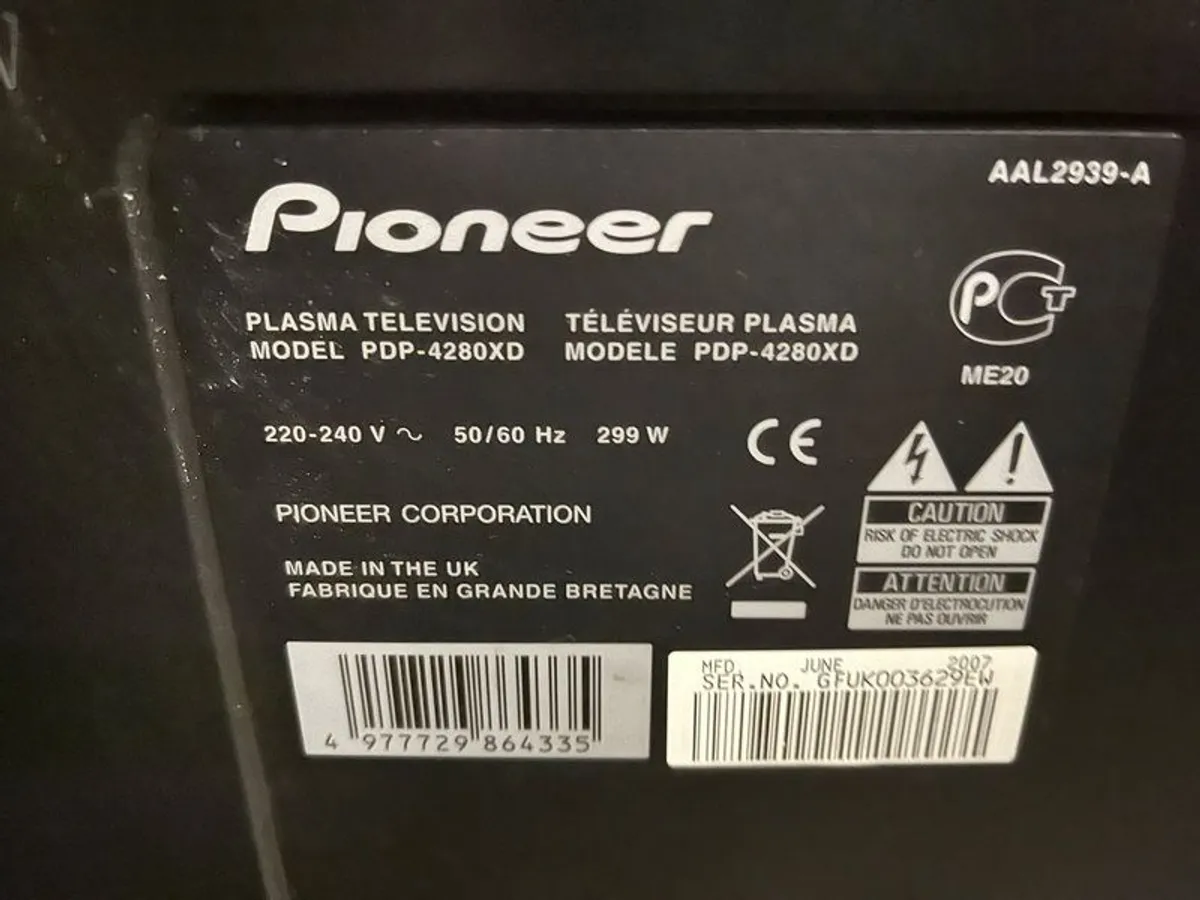 AAL2939-A
Pioneer
PCT
ME20
PLASMA TELEVISION TÉLÉVISEUR PLASMA
MODEL PDP-4280XD MODELE PDP-4280XD
220-240 V ~ 50/60 Hz 299 W
CE
PIONEER CORPORATION
CAUTION
RISK OF ELECTRIC SHOCK
DO NOT OPEN
ATTENTION
DANGER D'ELECTROCUTION
NE PAS OUVRIR
MADE IN THE UK
FABRIQUE EN GRANDE BRETAGNE
4 977729 864335
MFD. JUNE 2007
SER.NO. GFUK003629EW